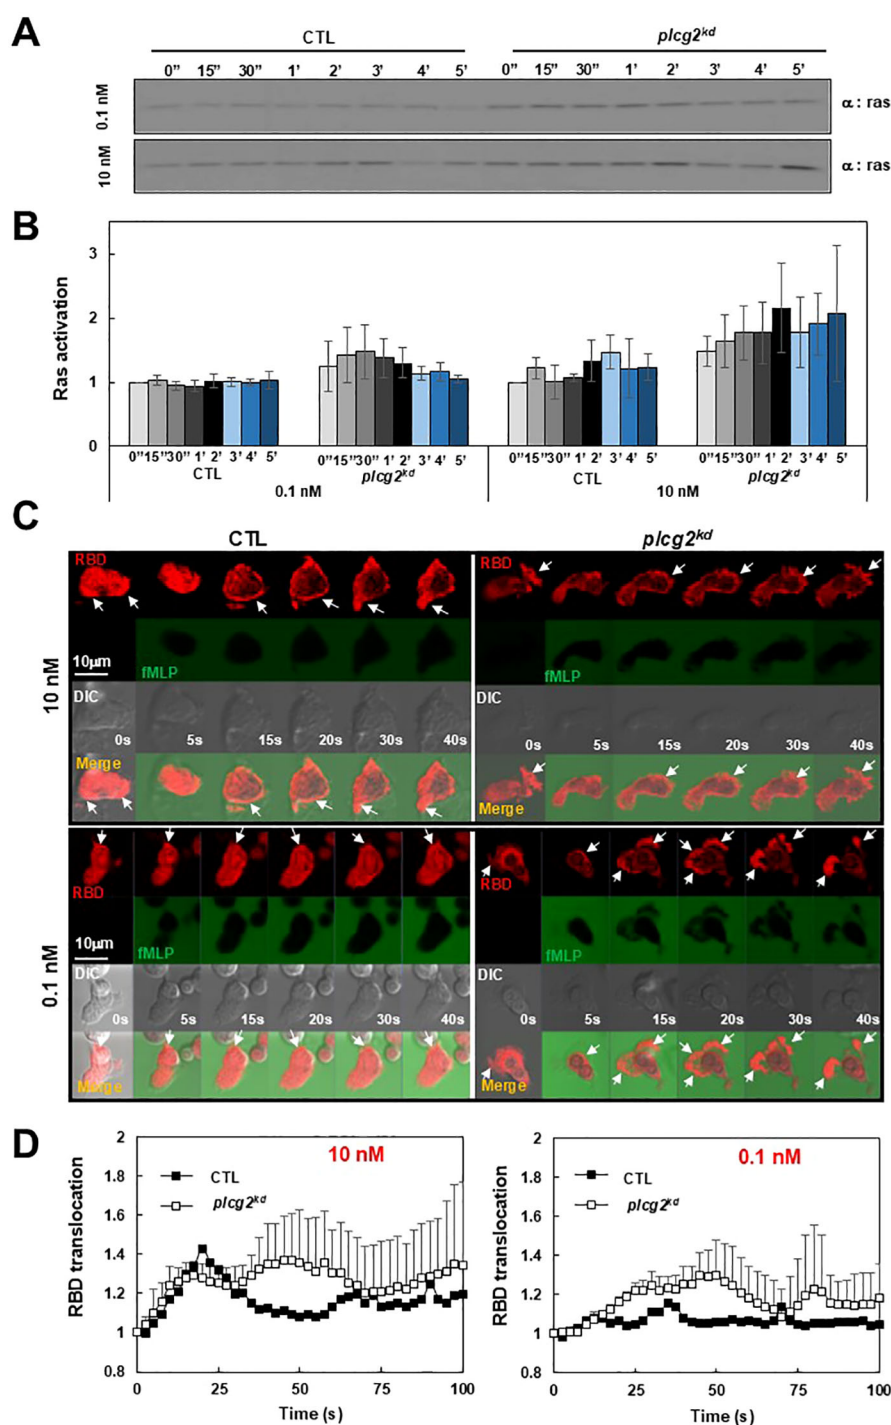 A
CTL plcg2kd
0" 15" 30" 1' 2' 3' 4' 5' 0" 15" 30" 1' 2' 3' 4' 5'
0.1 nM α : ras
10 nM α : ras
B
Ras activation
3
2
1
0
0" 15" 30" 1' 2' 3' 4' 5' 0" 15" 30" 1' 2' 3' 4' 5' 0" 15" 30" 1' 2' 3' 4' 5' 0" 15" 30" 1' 2' 3' 4' 5'
CTL plcg2kd CTL plcg2kd
0.1 nM 10 nM
C
CTL plcg2kd
10 nM
RBD RBD
10μm fMLP fMLP
DIC DIC
0s 5s 15s 20s 30s 40s 0s 5s 15s 20s 30s 40s
Merge Merge
0.1 nM
RBD RBD
10μm fMLP fMLP
DIC DIC
0s 5s 15s 20s 30s 40s 0s 5s 15s 20s 30s 40s
Merge Merge
D
RBD translocation
2
1.8
1.6
1.4
1.2
1
0.8
10 nM
CTL
plcg2kd
0 25 50 75 100
Time (s)
RBD translocation
2
1.8
1.6
1.4
1.2
1
0.8
0.1 nM
CTL
plcg2kd
0 25 50 75 100
Time (s)